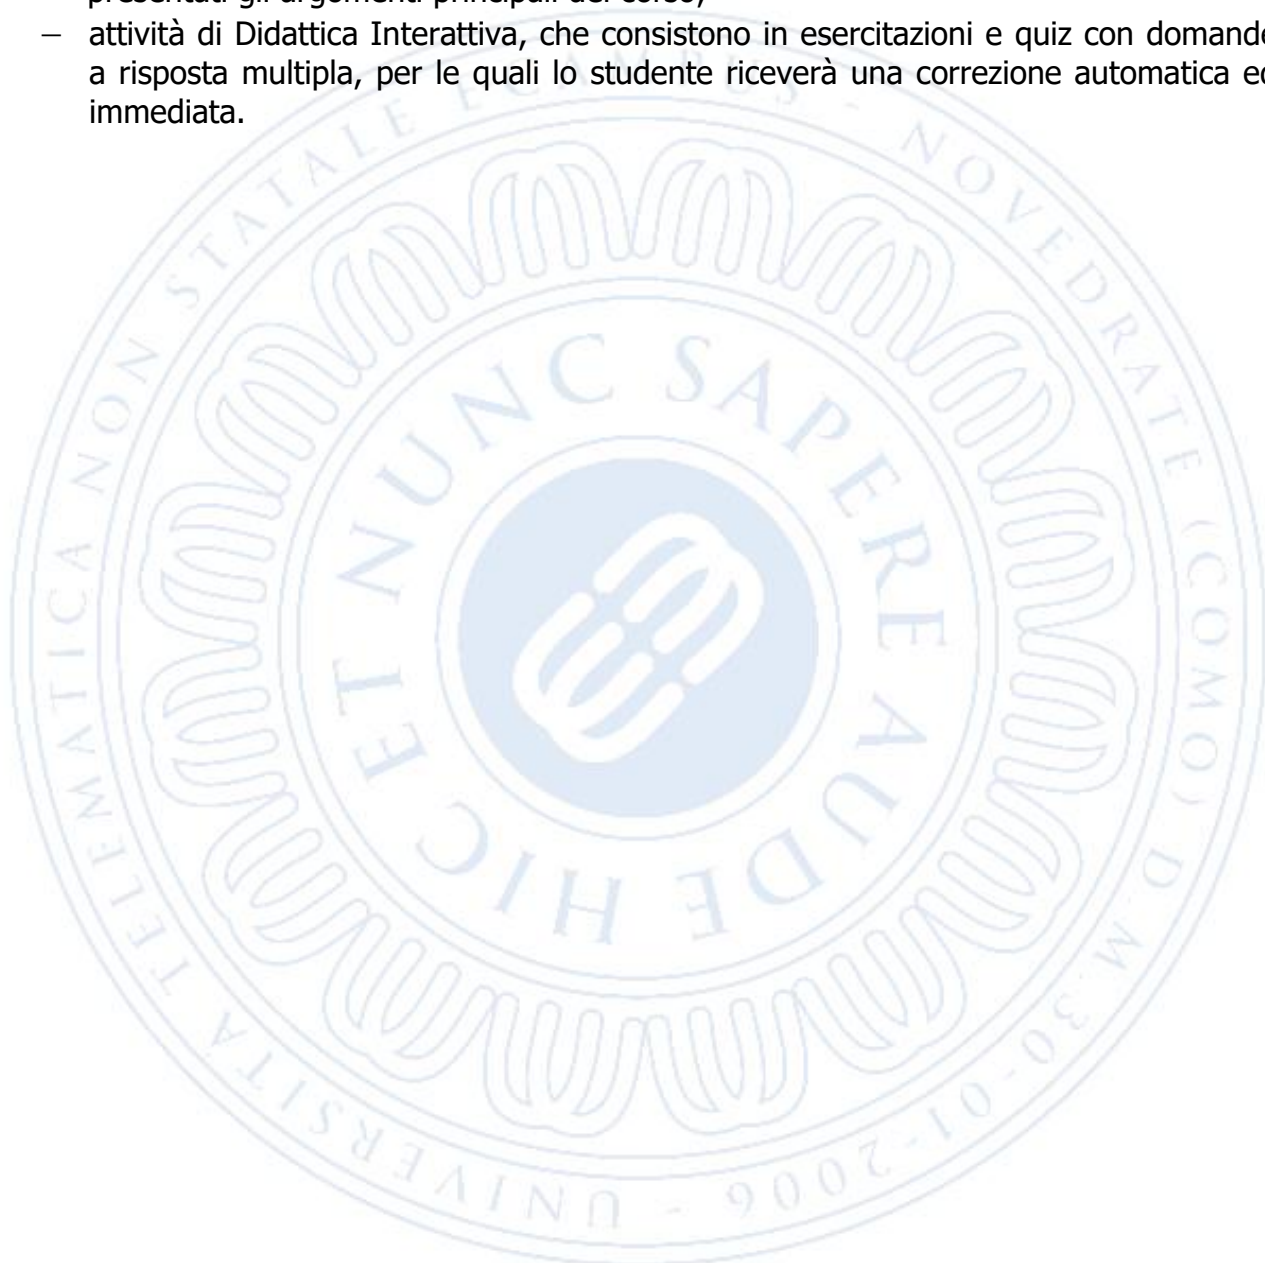 presentati gli argomenti principali del corso;
– attività di Didattica Interattiva, che consistono in esercitazioni e quiz con domande
a risposta multipla, per le quali lo studente riceverà una correzione automatica ed
immediata.
UNIVERSITÀ TELEMATICA NON STATALE ECAMPUS - NOVEDRATE (COMO) D.M. 30-01-2006 -
HIC ET NUNC SAPERE AUDE